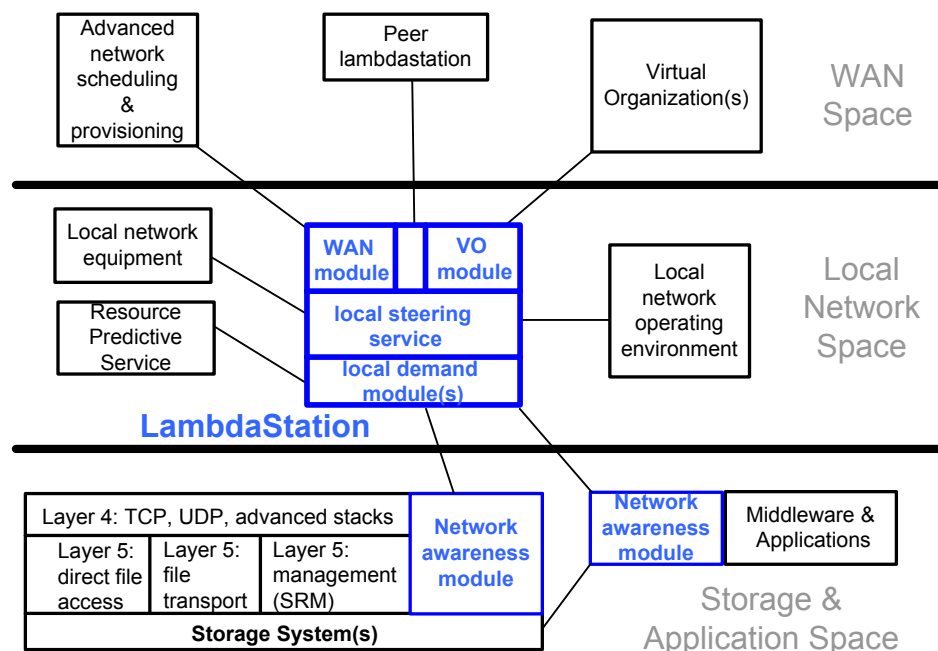 Advanced
network
scheduling
&
provisioning
Peer
lambdastation
Virtual
Organization(s)
WAN
Space
Local network
equipment
Resource
Predictive
Service
WAN
module
VO
module
local steering
service
local demand
module(s)
Local
network
operating
environment
Local
Network
Space
LambdaStation
Layer 4: TCP, UDP, advanced stacks
Layer 5:
direct file
access
Layer 5:
file
transport
Layer 5:
management
(SRM)
Network
awareness
module
Storage System(s)
Network
awareness
module
Middleware &
Applications
Storage &
Application Space